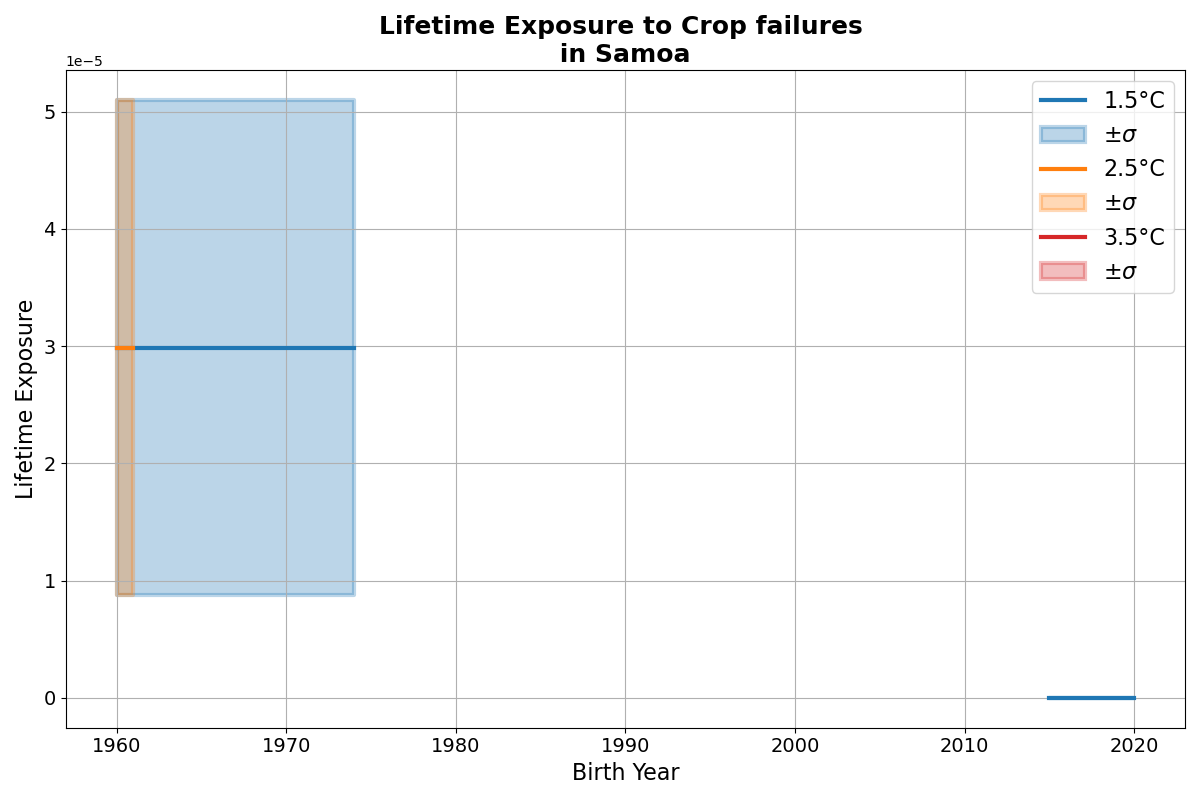 Lifetime Exposure to Crop failures
in Samoa
1e−5
5
4
3
2
1
0
Lifetime Exposure
1960
1970
1980
1990
2000
2010
2020
Birth Year
1.5°C
±σ
2.5°C
±σ
3.5°C
±σ